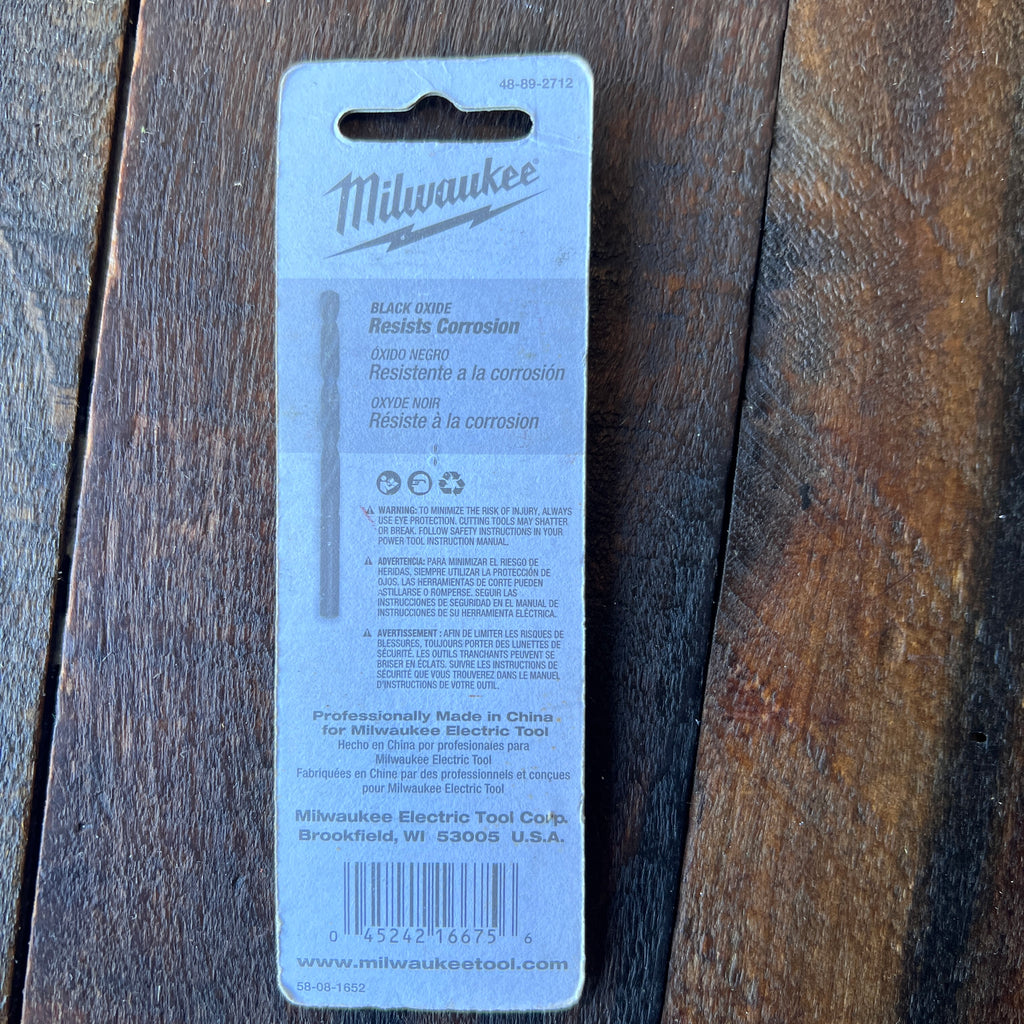 48-89-2712
Milwaukee®
BLACK OXIDE
Resists Corrosion
ÓXIDO NEGRO
Resistente a la corrosión
OXYDE NOIR
Résiste à la corrosion
WARNING: TO MINIMIZE THE RISK OF INJURY, ALWAYS
USE EYE PROTECTION. CUTTING TOOLS MAY SHATTER
OR BREAK. FOLLOW SAFETY INSTRUCTIONS IN YOUR
POWER TOOL INSTRUCTION MANUAL.
ADVERTENCIA: PARA MINIMIZAR EL RIESGO DE
HERIDAS, SIEMPRE UTILIZAR LA PROTECCIÓN DE
OJOS. LAS HERRAMIENTAS DE CORTE PUEDEN
ASTILLARSE O ROMPERSE. SEGUIR LAS
INSTRUCCIONES DE SEGURIDAD EN EL MANUAL DE
INSTRUCCIONES DE SU HERRAMIENTA ELÉCTRICA.
AVERTISSEMENT : AFIN DE LIMITER LES RISQUES DE
BLESSURES, TOUJOURS PORTER DES LUNETTES DE
SÉCURITÉ. LES OUTILS TRANCHANTS PEUVENT SE
BRISER EN ÉCLATS. SUIVRE LES INSTRUCTIONS DE
SÉCURITÉ QUE VOUS TROUVEREZ DANS LE MANUEL
D'INSTRUCTIONS DE VOTRE OUTIL.
Professionally Made in China
for Milwaukee Electric Tool
Hecho en China por profesionales para
Milwaukee Electric Tool
Fabriquées en Chine par des professionnels et conçues
pour Milwaukee Electric Tool
Milwaukee Electric Tool Corp.
Brookfield, WI 53005 U.S.A.
0 45242 16675 6
www.milwaukeetool.com
58-08-1652